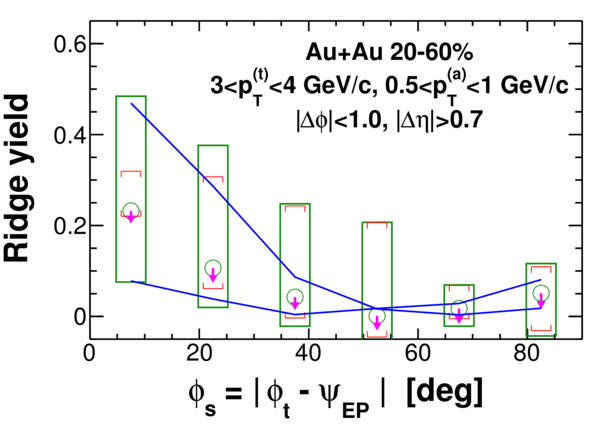 Au+Au 20-60%
3<p_T^(t)<4 GeV/c, 0.5<p_T^(a)<1 GeV/c
|Δϕ|<1.0, |Δη|>0.7
Ridge yield
0.6
0.4
0.2
0
0 20 40 60 80
ϕ_s = | ϕ_t - ψ_EP | [deg]